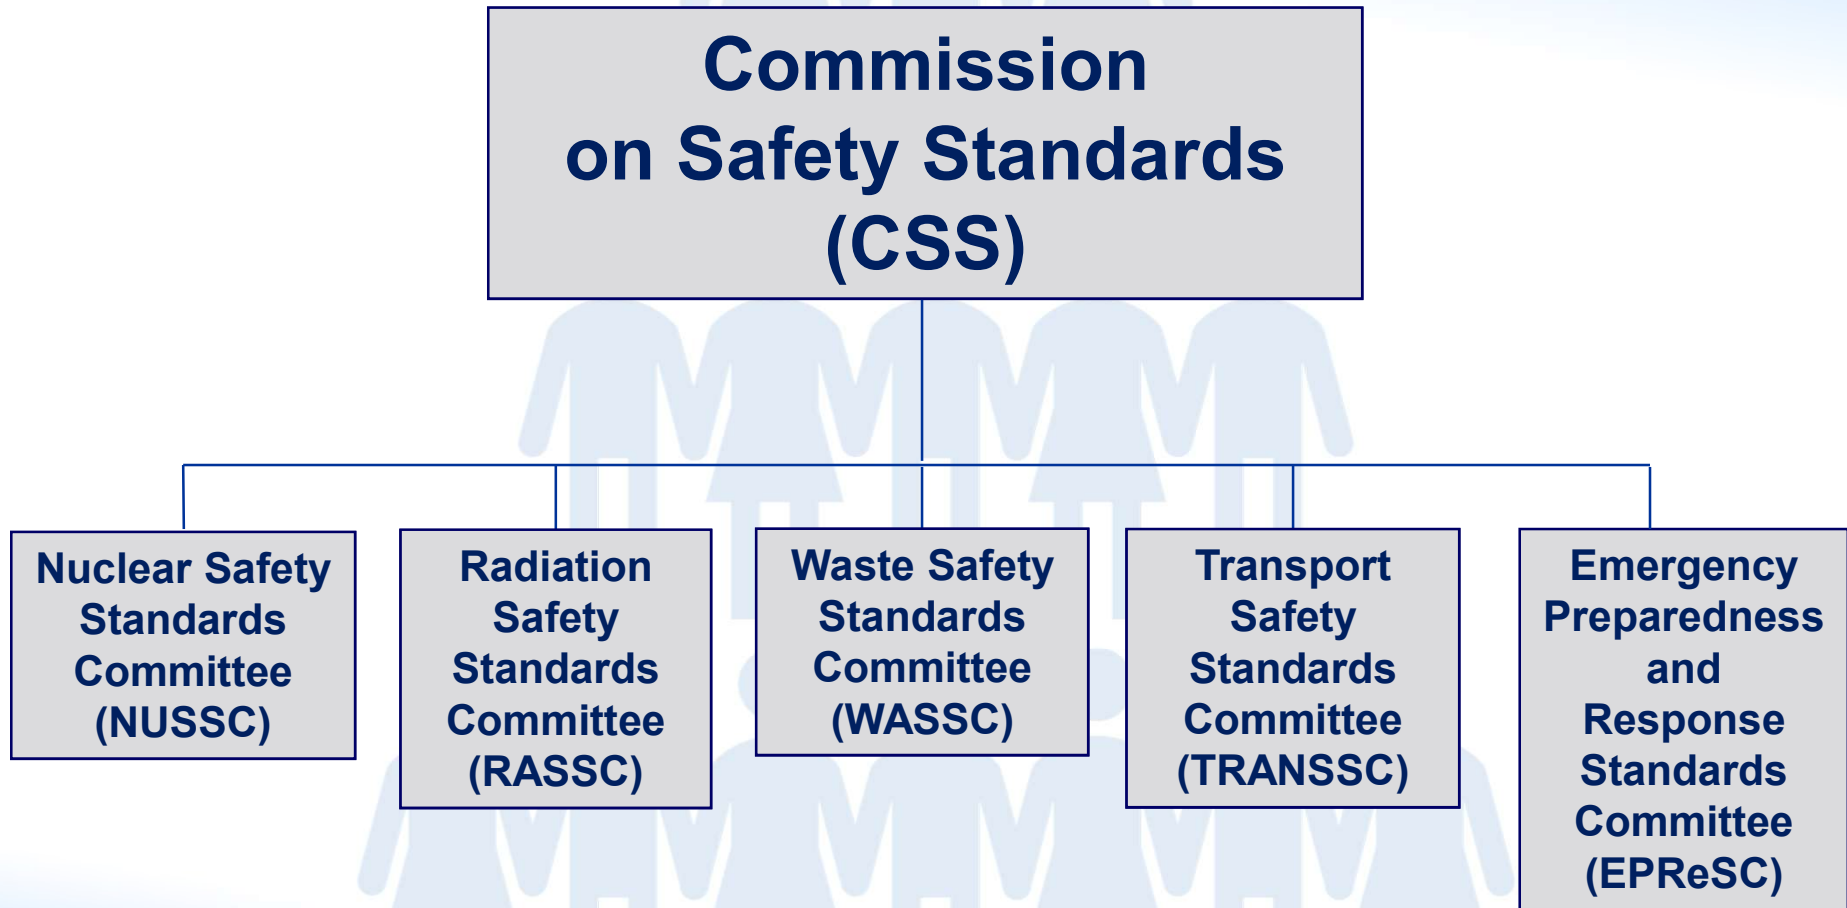 Commission
on Safety Standards
(CSS)
Nuclear Safety
Standards
Committee
(NUSSC)
Radiation
Safety
Standards
Committee
(RASSC)
Waste Safety
Standards
Committee
(WASSC)
Transport
Safety
Standards
Committee
(TRANSSC)
Emergency
Preparedness
and
Response
Standards
Committee
(EPReSC)